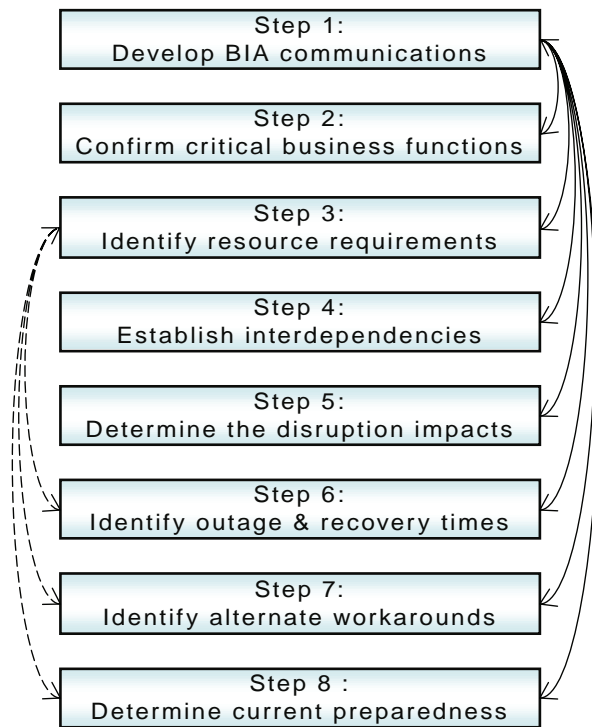 Step 1:
Develop BIA communications
Step 2:
Confirm critical business functions
Step 3:
Identify resource requirements
Step 4:
Establish interdependencies
Step 5:
Determine the disruption impacts
Step 6:
Identify outage & recovery times
Step 7:
Identify alternate workarounds
Step 8 :
Determine current preparedness